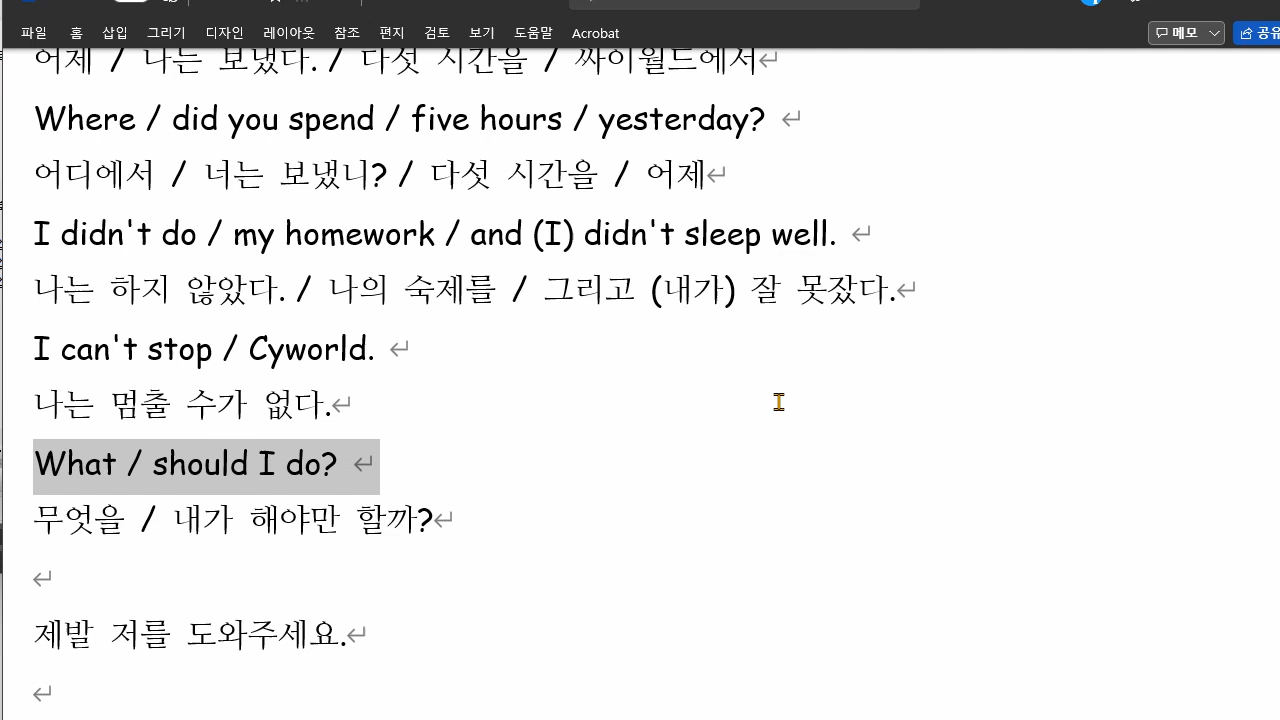 파일 홈 삽입 그리기 디자인 레이아웃 참조 편지 검토 보기 도움말 Acrobat 메모 공유
어제 / 나는 보냈다. / 다섯 시간을 / 싸이월드에서
Where / did you spend / five hours / yesterday?
어디에서 / 너는 보냈니? / 다섯 시간을 / 어제
I didn't do / my homework / and (I) didn't sleep well.
나는 하지 않았다. / 나의 숙제를 / 그리고 (내가) 잘 못잤다.
I can't stop / Cyworld.
나는 멈출 수가 없다.
What / should I do?
무엇을 / 내가 해야만 할까?
제발 저를 도와주세요.